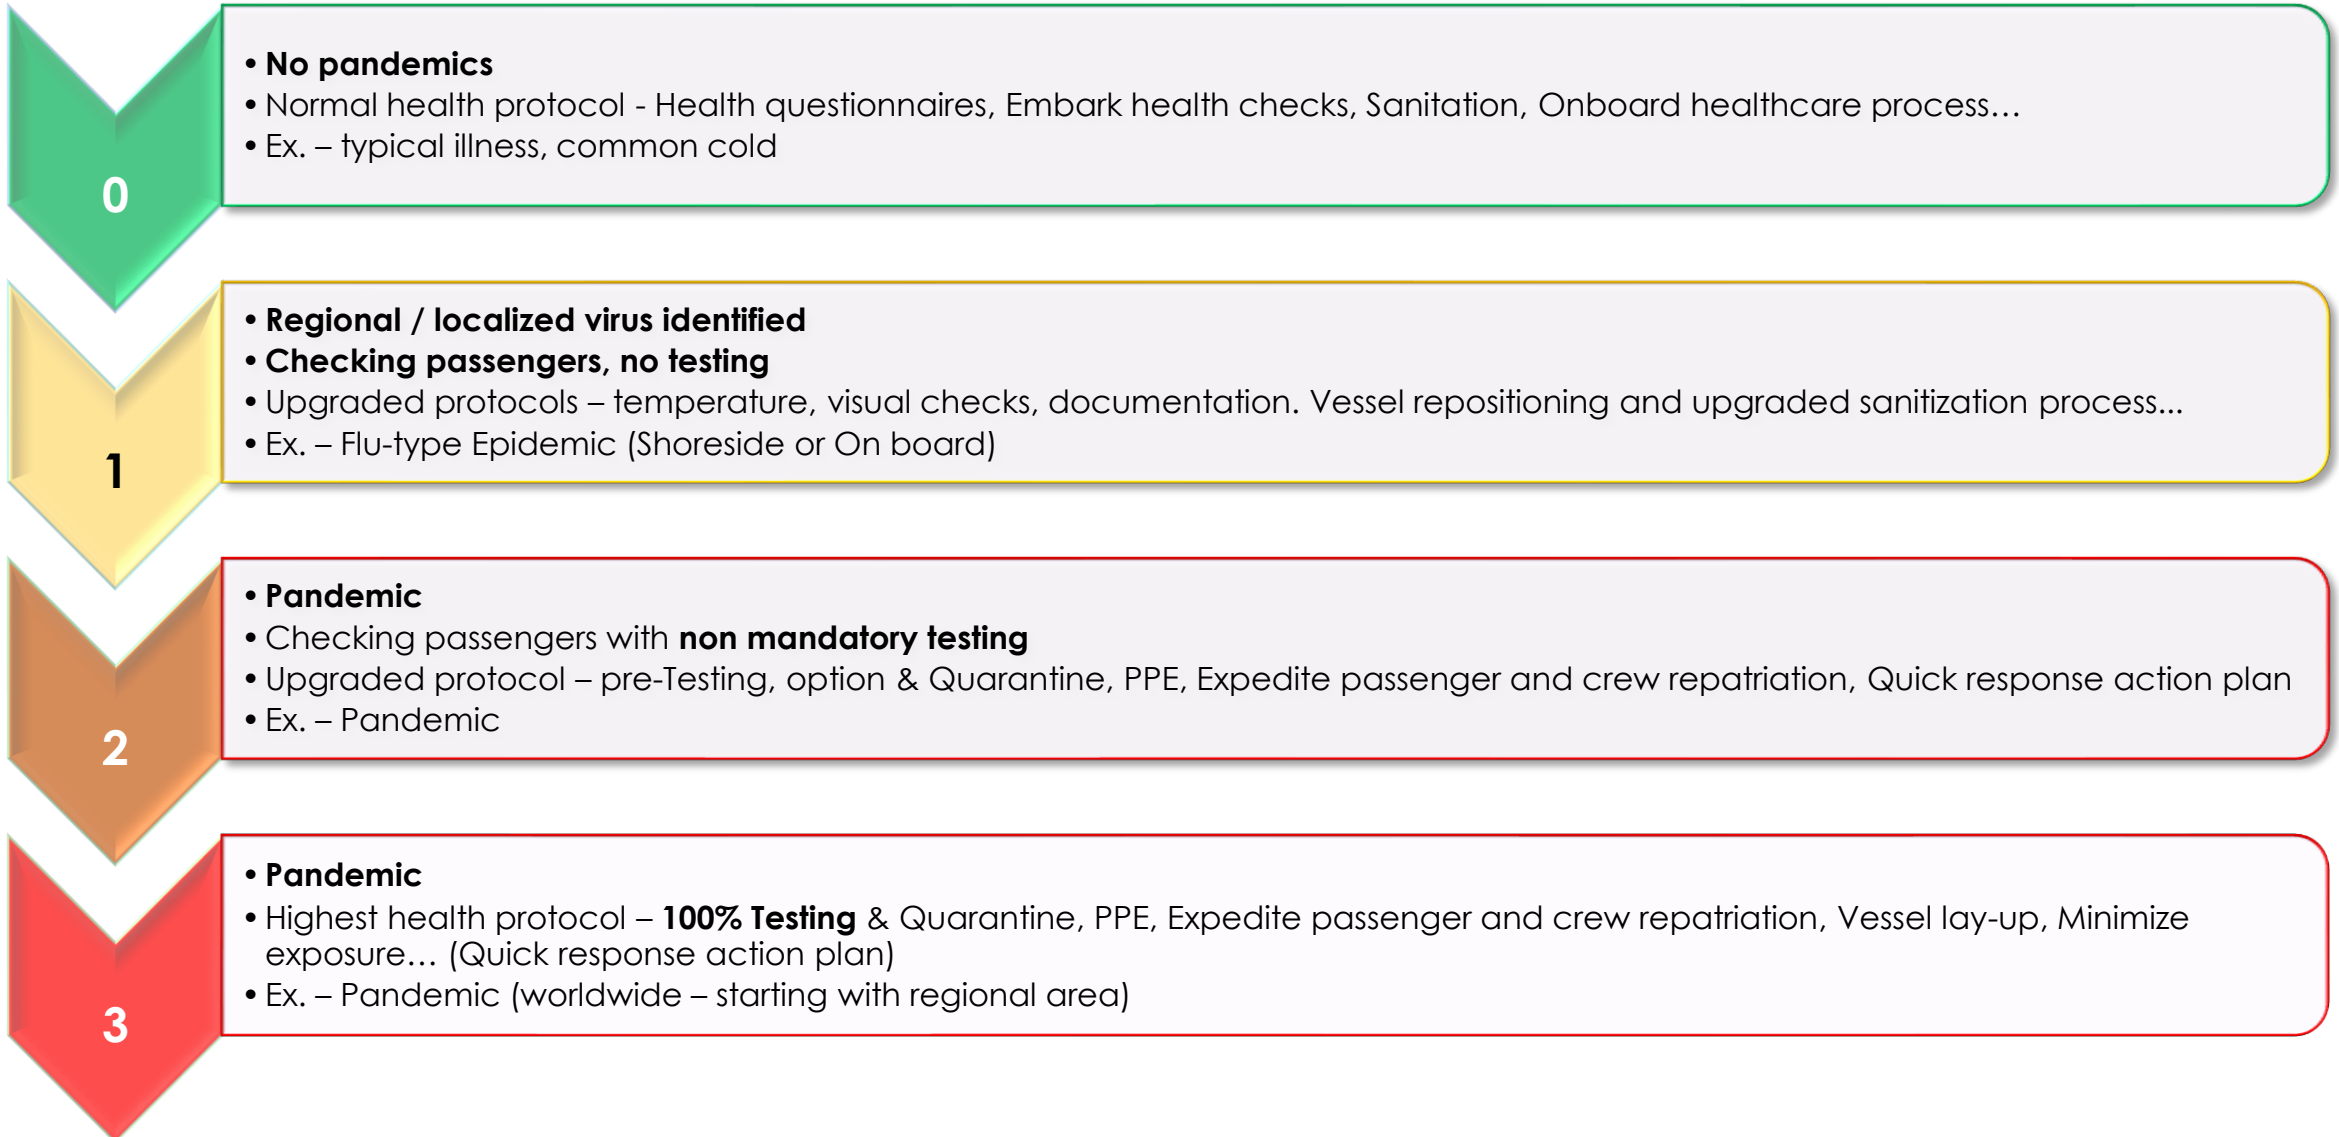 • No pandemics
• Normal health protocol - Health questionnaires, Embark health checks, Sanitation, Onboard healthcare process…
• Ex. – typical illness, common cold
0
• Regional / localized virus identified
• Checking passengers, no testing
• Upgraded protocols – temperature, visual checks, documentation. Vessel repositioning and upgraded sanitization process...
• Ex. – Flu-type Epidemic (Shoreside or On board)
1
• Pandemic
• Checking passengers with non mandatory testing
• Upgraded protocol – pre-Testing, option & Quarantine, PPE, Expedite passenger and crew repatriation, Quick response action plan
• Ex. – Pandemic
2
• Pandemic
• Highest health protocol – 100% Testing & Quarantine, PPE, Expedite passenger and crew repatriation, Vessel lay-up, Minimize
exposure… (Quick response action plan)
• Ex. – Pandemic (worldwide – starting with regional area)
3